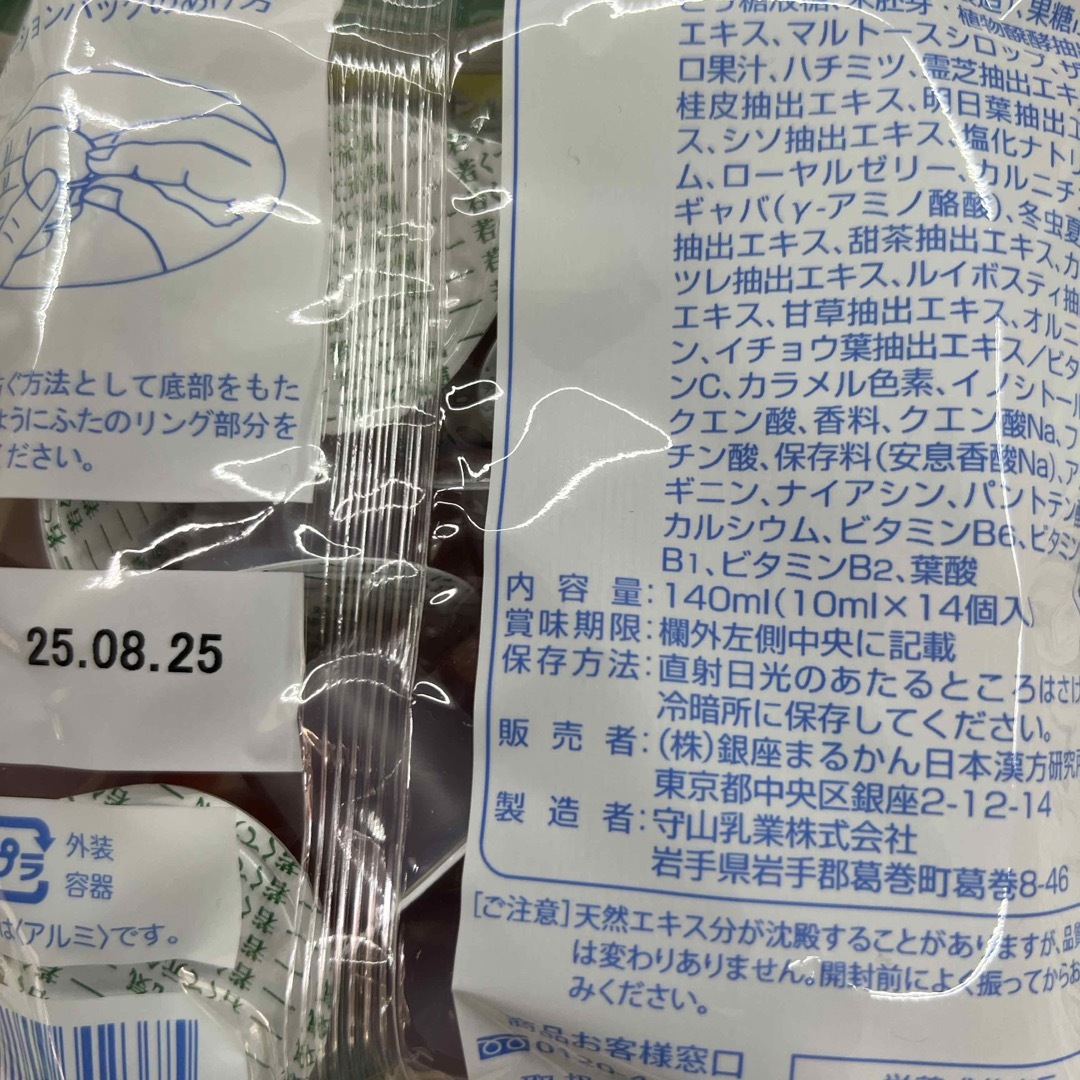 ションパックのあけ方
ぐ方法として底部をもた
ようにふたのリング部分を
ください。
25.08.25
プラ
外装
容器
は〈アルミ〉です。
エキス、マルトースシロップ、ザ
ロ果汁、ハチミツ、霊芝抽出エキ
桂皮抽出エキス、明日葉抽出エ
ス、シソ抽出エキス、塩化ナトリ
ム、ローヤルゼリー、カルニチ
ギャバ(γ-アミノ酪酸)、冬虫夏
抽出エキス、甜茶抽出エキス、カ
ツレ抽出エキス、ルイボスティ抽
エキス、甘草抽出エキス、オルニ
ン、イチョウ葉抽出エキス/ビタ
ンC、カラメル色素、イノシトール
クエン酸、香料、クエン酸Na、フ
チン酸、保存料(安息香酸Na)、ア
ギニン、ナイアシン、パントテン酸
カルシウム、ビタミンB6、ビタミン
B1、ビタミンB2、葉酸
内容量:140ml(10ml×14個入)
賞味期限:欄外左側中央に記載
保存方法:直射日光のあたるところはさけ
冷暗所に保存してください。
販売者:(株)銀座まるかん日本漢方研究所
東京都中央区銀座2-12-14
製造者:守山乳業株式会社
岩手県岩手郡葛巻町葛巻8-46
[ご注意]天然エキス分が沈殿することがありますが、品質
は変わりありません。開封前によく振ってからお
みください。
商品お客様窓口
0120-